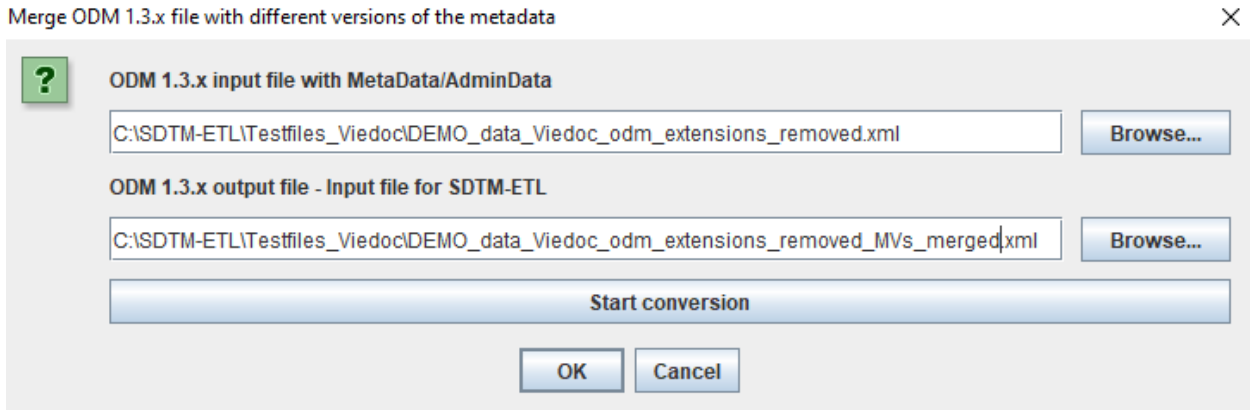 Merge ODM 1.3.x file with different versions of the metadata
?
ODM 1.3.x input file with MetaData/AdminData
C:\SDTM-ETL\Testfiles_Viedoc\DEMO_data_Viedoc_odm_extensions_removed.xml
Browse...
ODM 1.3.x output file - Input file for SDTM-ETL
C:\SDTM-ETL\Testfiles_Viedoc\DEMO_data_Viedoc_odm_extensions_removed_MVs_merged.xml
Browse...
Start conversion
OK
Cancel